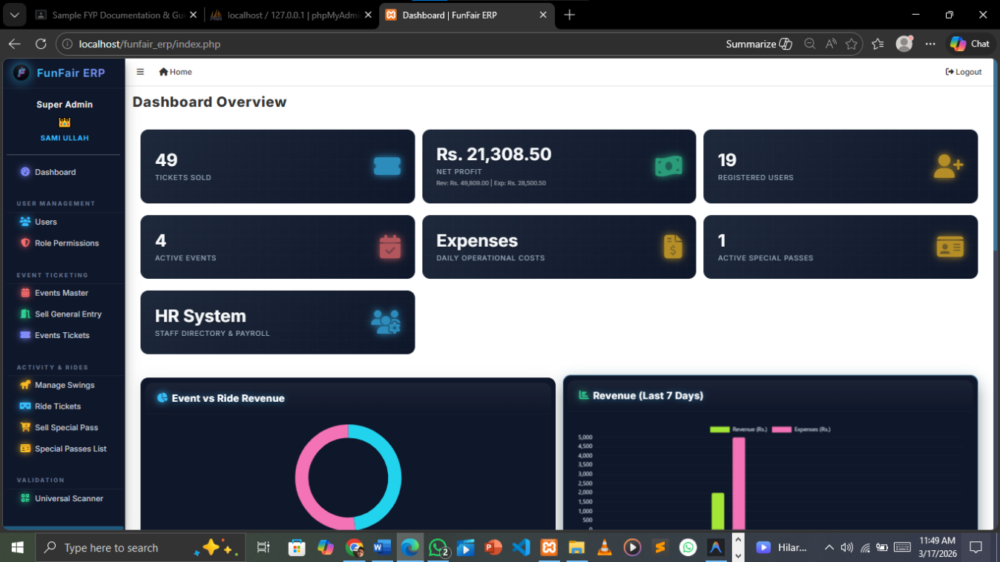 Sample FYP Documentation & Gui
localhost / 127.0.0.1 | phpMyAdmi
Dashboard | FunFair ERP
localhost/funfair_erp/index.php
Summarize
Chat
FunFair ERP
Home
Logout
Super Admin
SAMI ULLAH
Dashboard
USER MANAGEMENT
Users
Role Permissions
EVENT TICKETING
Events Master
Sell General Entry
Events Tickets
ACTIVITY & RIDES
Manage Swings
Ride Tickets
Sell Special Pass
Special Passes List
VALIDATION
Universal Scanner
Dashboard Overview
49
TICKETS SOLD
Rs. 21,308.50
NET PROFIT
Rev: Rs. 49,809.00 | Exp: Rs. 28,500.50
19
REGISTERED USERS
4
ACTIVE EVENTS
Expenses
DAILY OPERATIONAL COSTS
1
ACTIVE SPECIAL PASSES
HR System
STAFF DIRECTORY & PAYROLL
Event vs Ride Revenue
Revenue (Last 7 Days)
Revenue (Rs.) Expenses (Rs.)
5,000
4,500
4,000
3,500
3,000
2,500
2,000
1,500
1,000
500
Type here to search
2
Hilar...
11:49 AM
3/17/2026